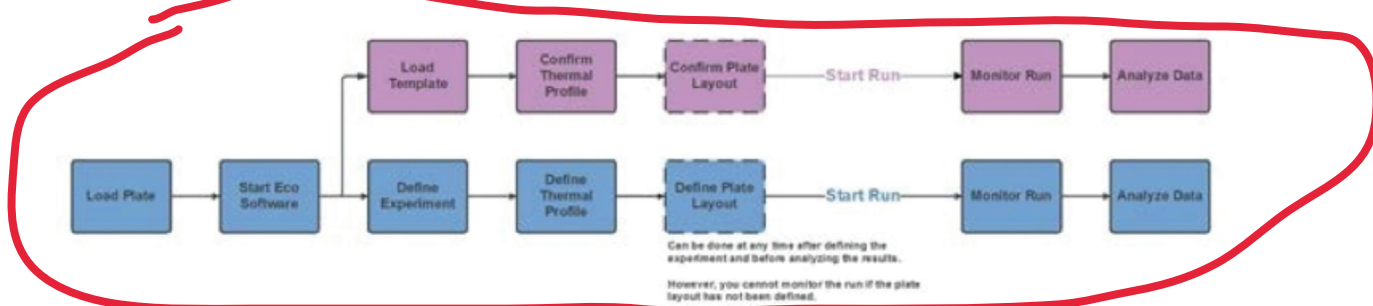 Load
Template
Confirm
Thermal
Profile
Confirm Plate
Layout
Start Run
Monitor Run
Analyze Data
Load Plate
Start Eco
Software
Define
Experiment
Define
Thermal
Profile
Define Plate
Layout
Start Run
Monitor Run
Analyze Data
Can be done at any time after defining the
experiment and before analyzing the results.
However, you cannot monitor the run if the plate
layout has not been defined.